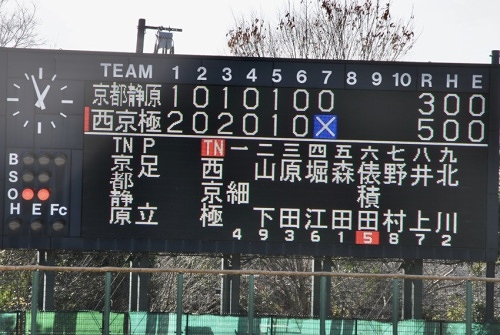 TEAM 1 2 3 4 5 6 7 8 9 10 R H E
京都静原 1 0 1 0 1 0 0 3 0 0
西京極 2 0 2 0 1 0 X 5 0 0
TN P TN 一 二 三 四 五 六 七 八 九
京都静原 足立 西京極 細 山下 原田 堀江 森田 俵積田 野村 井上 北川
4 9 3 6 1 5 8 7 2
B
S
O
H E Fc